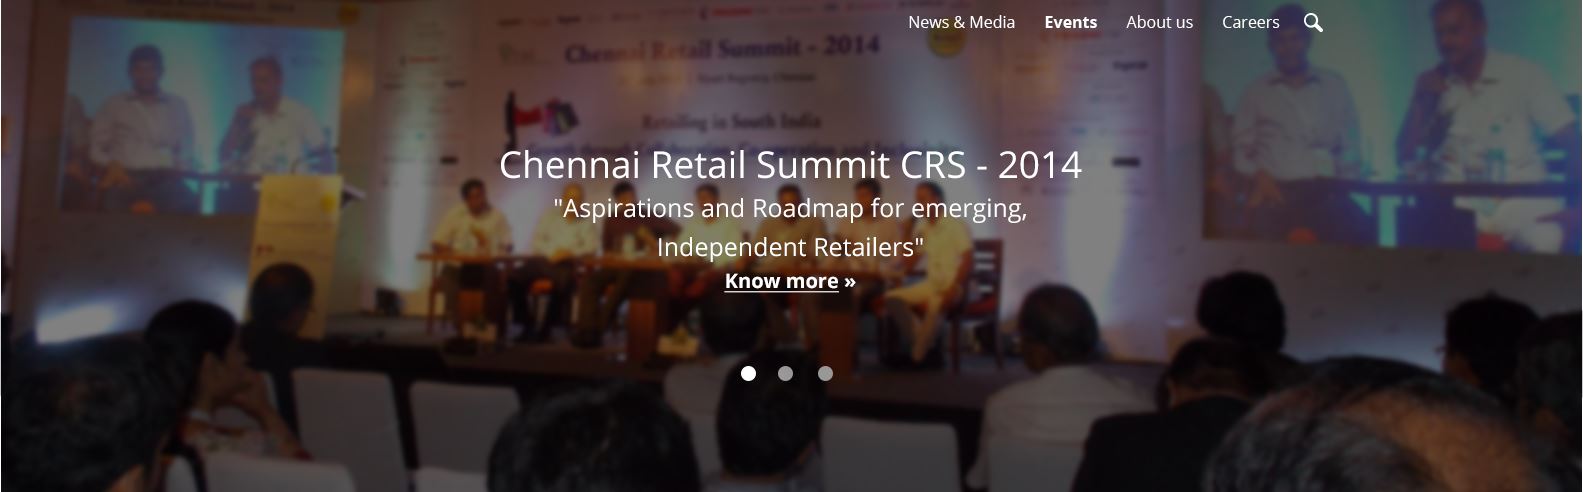 News & Media Events About us Careers
Chennai Retail Summit - 2014
Retailing in South India
Chennai Retail Summit CRS - 2014
"Aspirations and Roadmap for emerging,
Independent Retailers"
Know more »